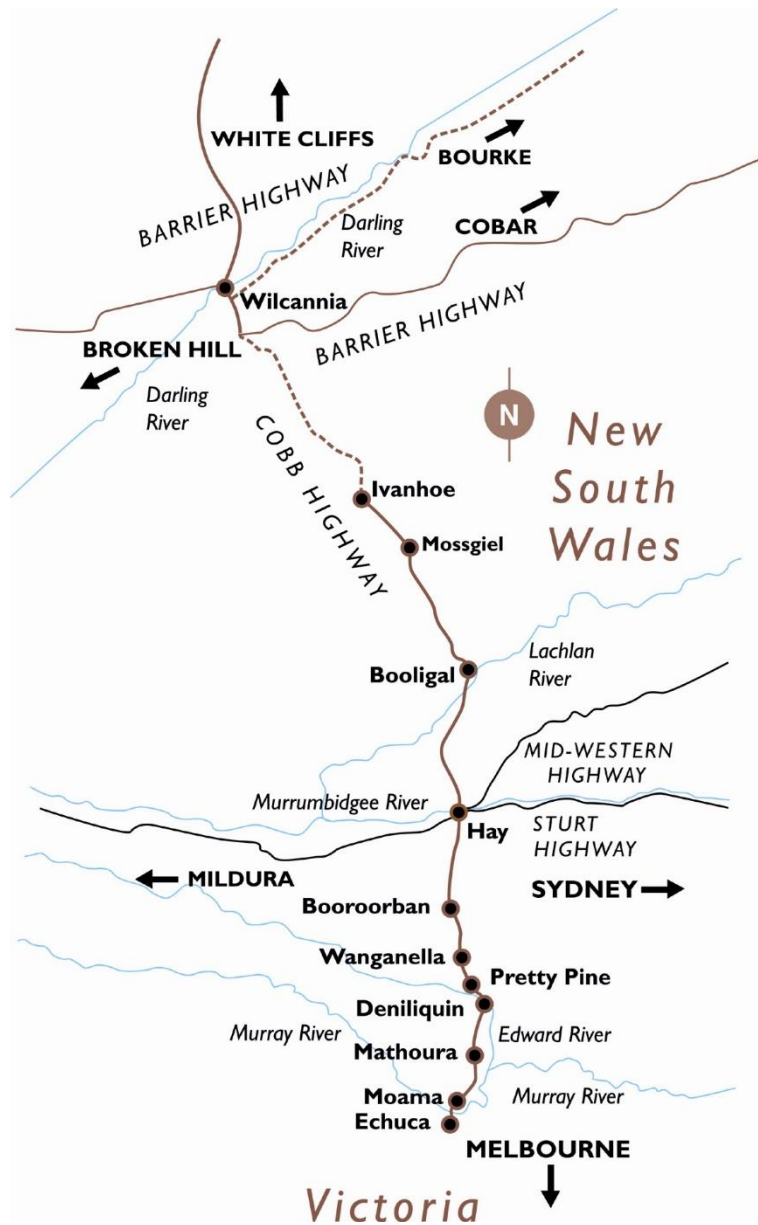 WHITE CLIFFS
BOURKE
BARRIER HIGHWAY
COBAR
Darling
River
Wilcannia
BARRIER HIGHWAY
BROKEN HILL
Darling
River
N
New
South
Wales
COBB HIGHWAY
Ivanhoe
Mossgiel
Lachlan
River
Booligal
MID-WESTERN
HIGHWAY
Murrumbidgee River
Hay
STURT
HIGHWAY
MILDURA
SYDNEY
Booroorban
Wanganella
Pretty Pine
Deniliquin
Murray River
Edward River
Mathoura
Moama
Murray River
Echuca
MELBOURNE
Victoria